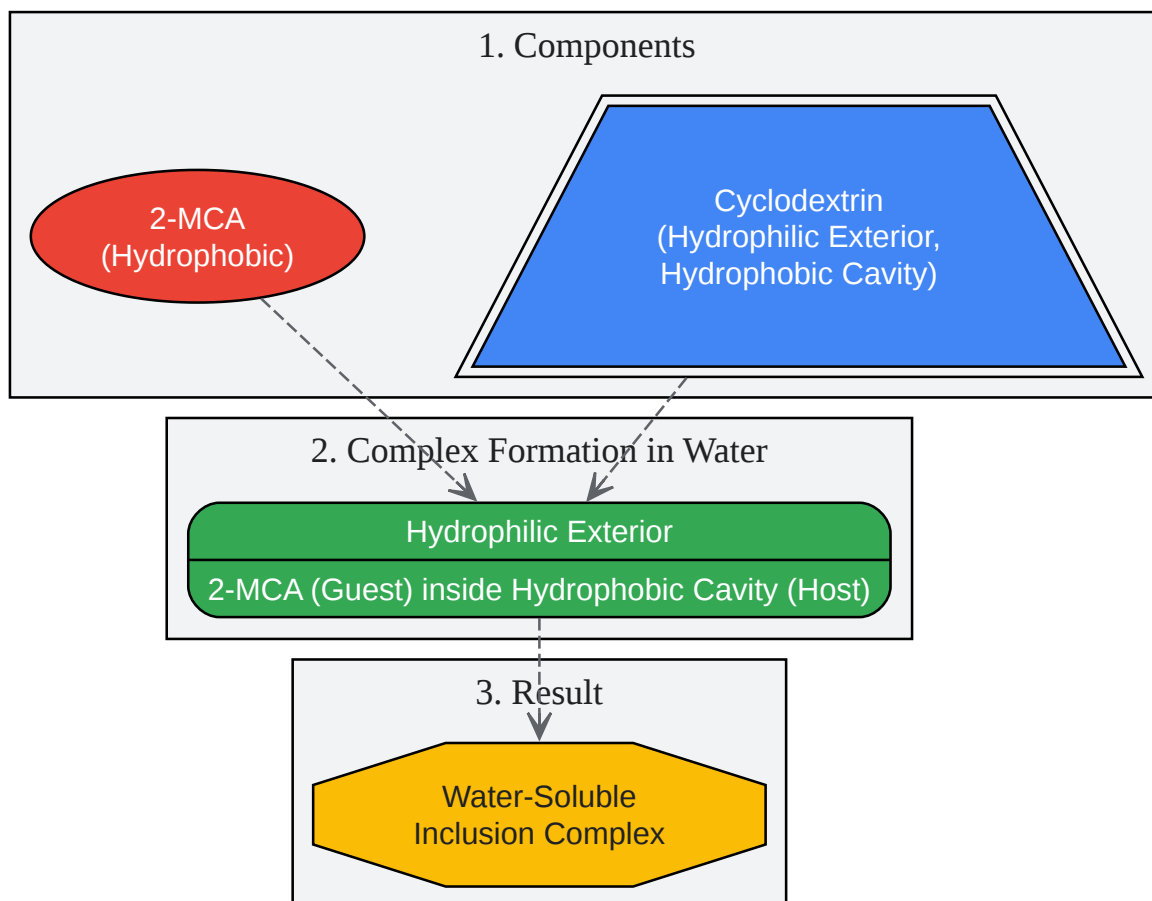 1. Components
2-MCA
(Hydrophobic)
Cyclodextrin
(Hydrophilic Exterior,
Hydrophobic Cavity)
2. Complex Formation in Water
Hydrophilic Exterior
2-MCA (Guest) inside Hydrophobic Cavity (Host)
3. Result
Water-Soluble
Inclusion Complex